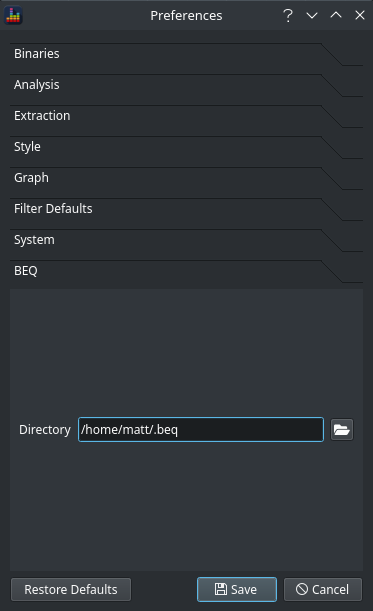 Preferences
Binaries
Analysis
Extraction
Style
Graph
Filter Defaults
System
BEQ
Directory /home/matt/.beq
Restore Defaults Save Cancel